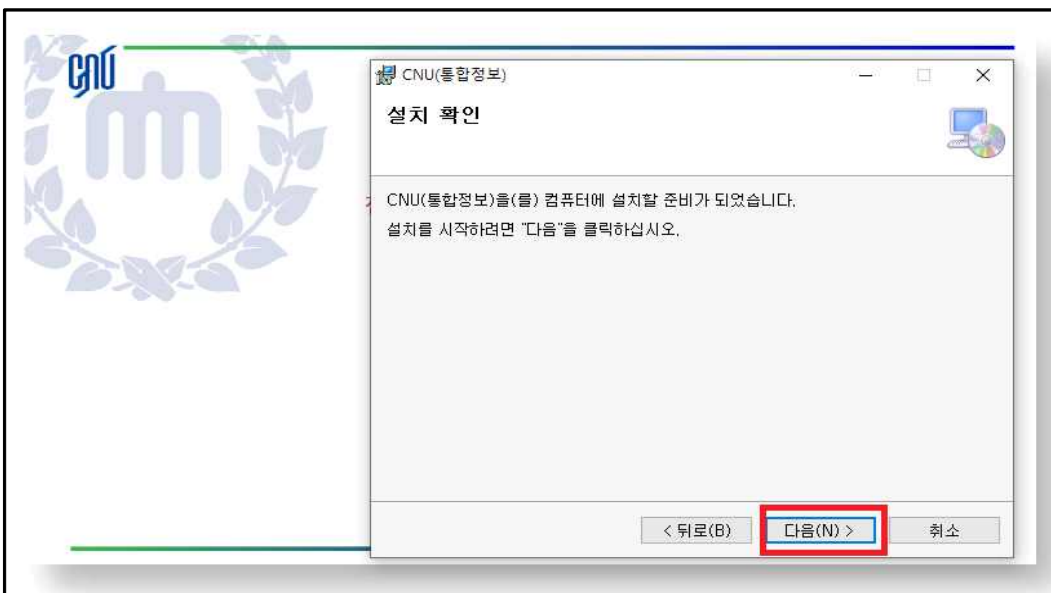 CNU
CNU(통합정보)
설치 확인
CNU(통합정보)을(를) 컴퓨터에 설치할 준비가 되었습니다.
설치를 시작하려면 "다음"을 클릭하십시오.
< 뒤로(B) 다음(N) > 취소